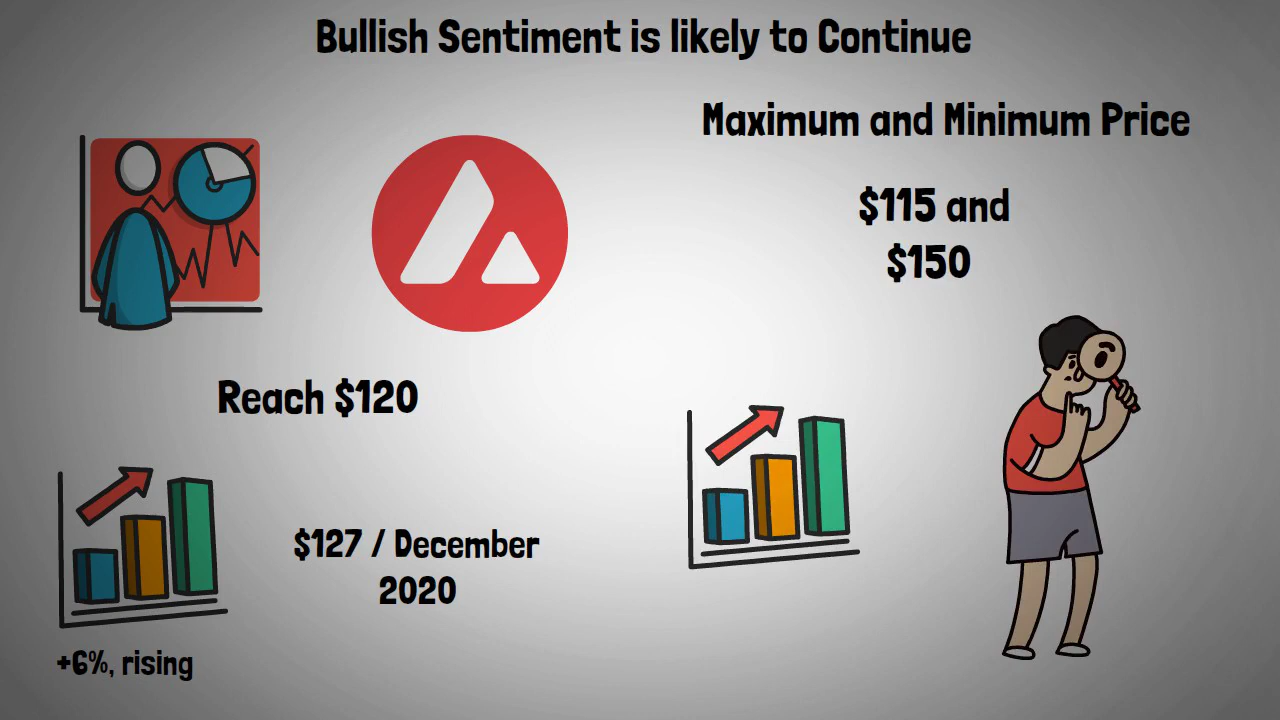 Bullish Sentiment is likely to Continue
Maximum and Minimum Price
$115 and
$150
Reach $120
$127 / December
2020
+6%, rising